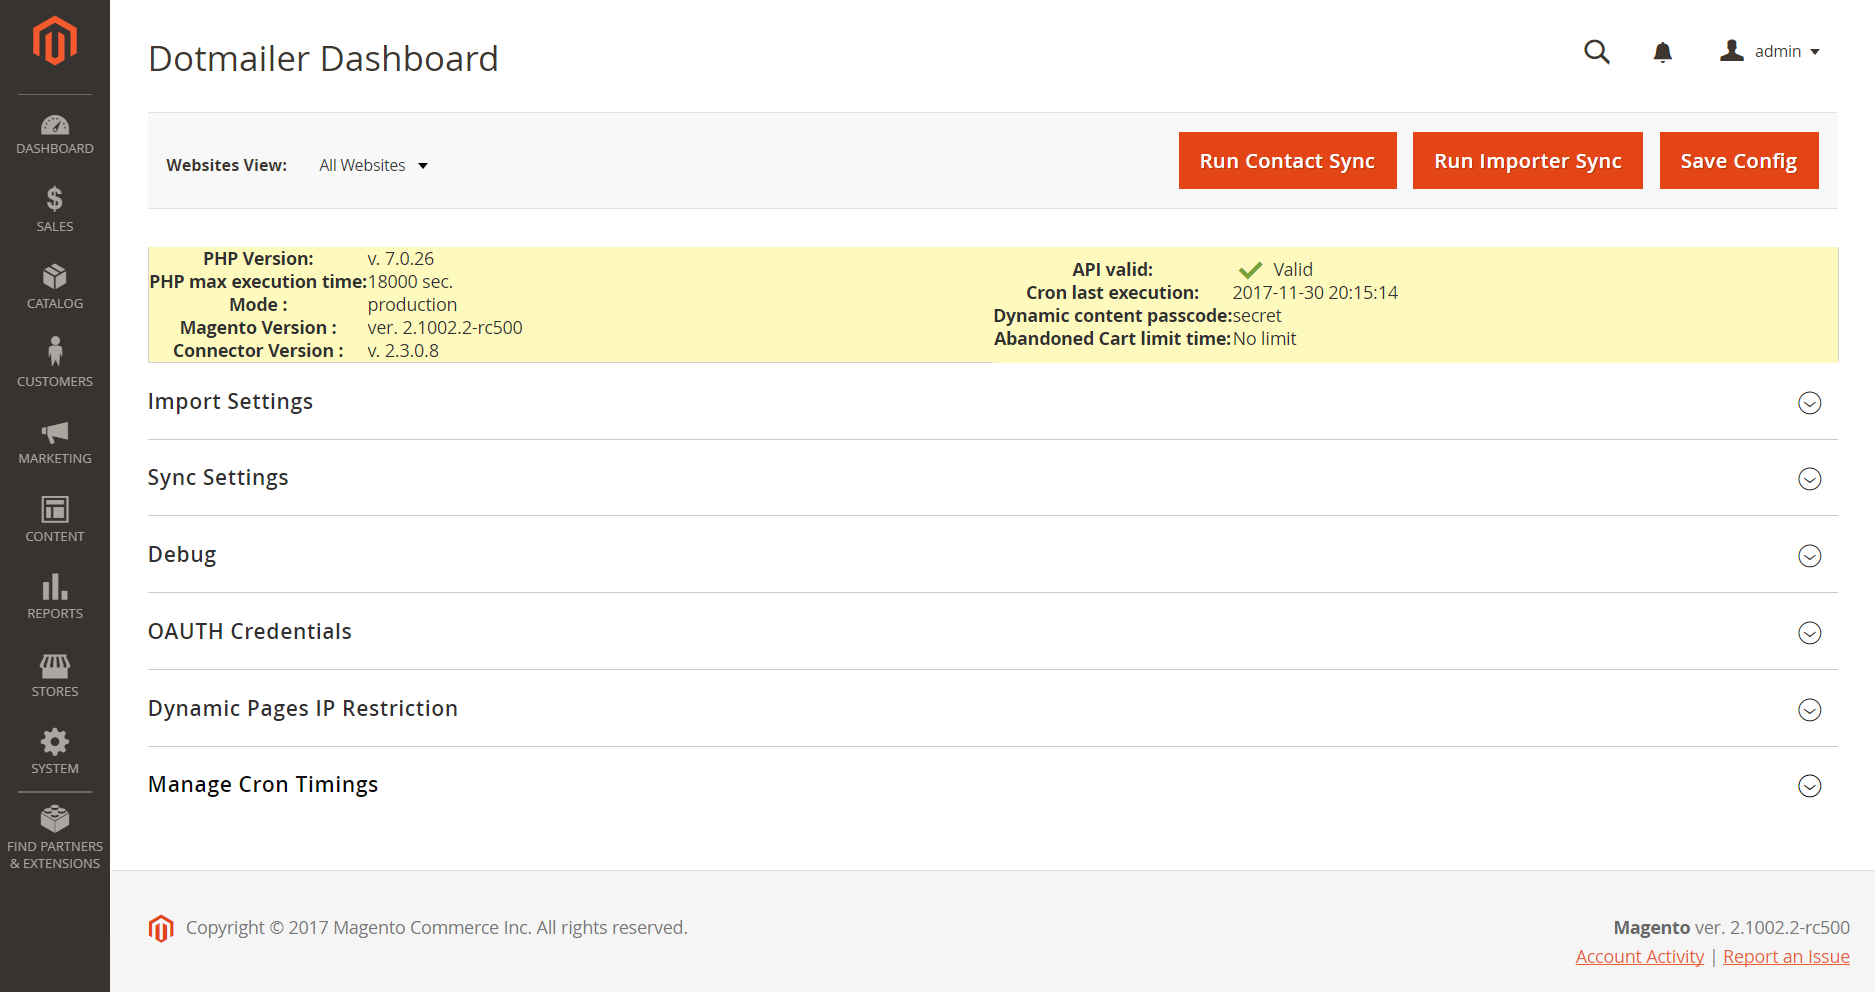 Dotmailer Dashboard
admin
DASHBOARD
SALES
CATALOG
CUSTOMERS
MARKETING
CONTENT
REPORTS
STORES
SYSTEM
FIND PARTNERS
& EXTENSIONS
Websites View: All Websites
Run Contact Sync Run Importer Sync Save Config
PHP Version: v. 7.0.26
PHP max execution time: 18000 sec.
Mode : production
Magento Version : ver. 2.1002.2-rc500
Connector Version : v. 2.3.0.8
API valid: Valid
Cron last execution: 2017-11-30 20:15:14
Dynamic content passcode: secret
Abandoned Cart limit time: No limit
Import Settings
Sync Settings
Debug
OAUTH Credentials
Dynamic Pages IP Restriction
Manage Cron Timings
Copyright © 2017 Magento Commerce Inc. All rights reserved.
Magento ver. 2.1002.2-rc500
Account Activity | Report an Issue